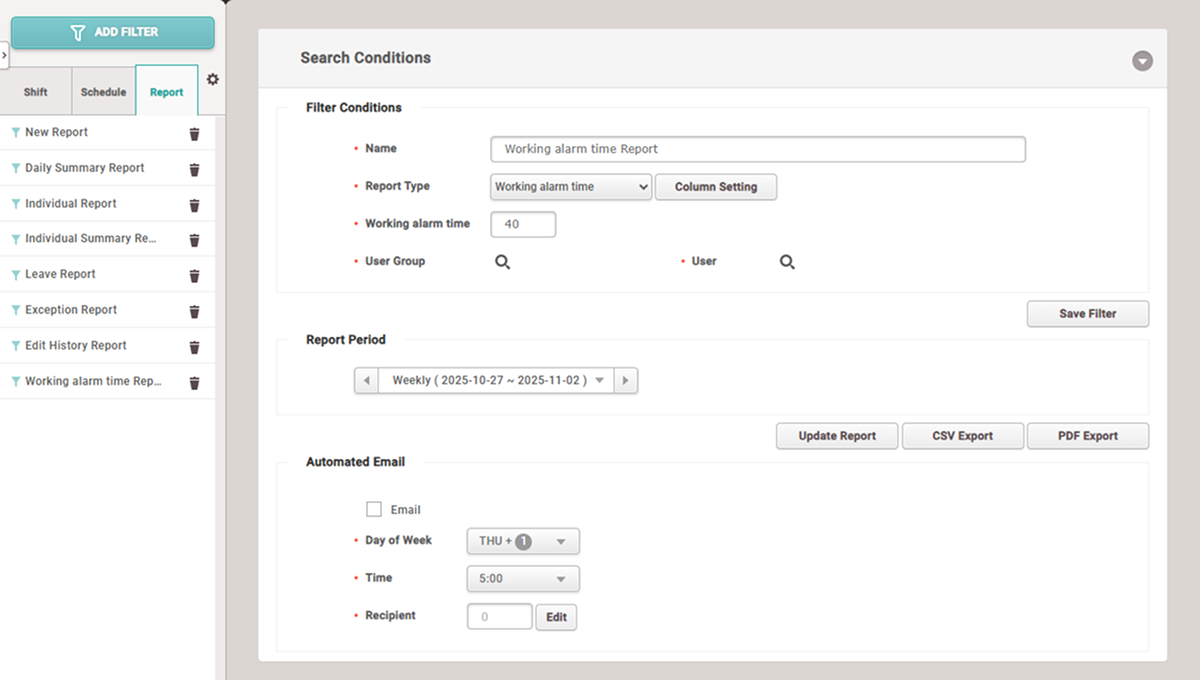 ADD FILTER
Shift Schedule Report
New Report
Daily Summary Report
Individual Report
Individual Summary Re...
Leave Report
Exception Report
Edit History Report
Working alarm time Rep...
Search Conditions
Filter Conditions
Name Working alarm time Report
Report Type Working alarm time Column Setting
Working alarm time 40
User Group User
Save Filter
Report Period
Weekly ( 2025-10-27 ~ 2025-11-02 )
Update Report CSV Export PDF Export
Automated Email
Email
Day of Week THU + 1
Time 5:00
Recipient 0 Edit